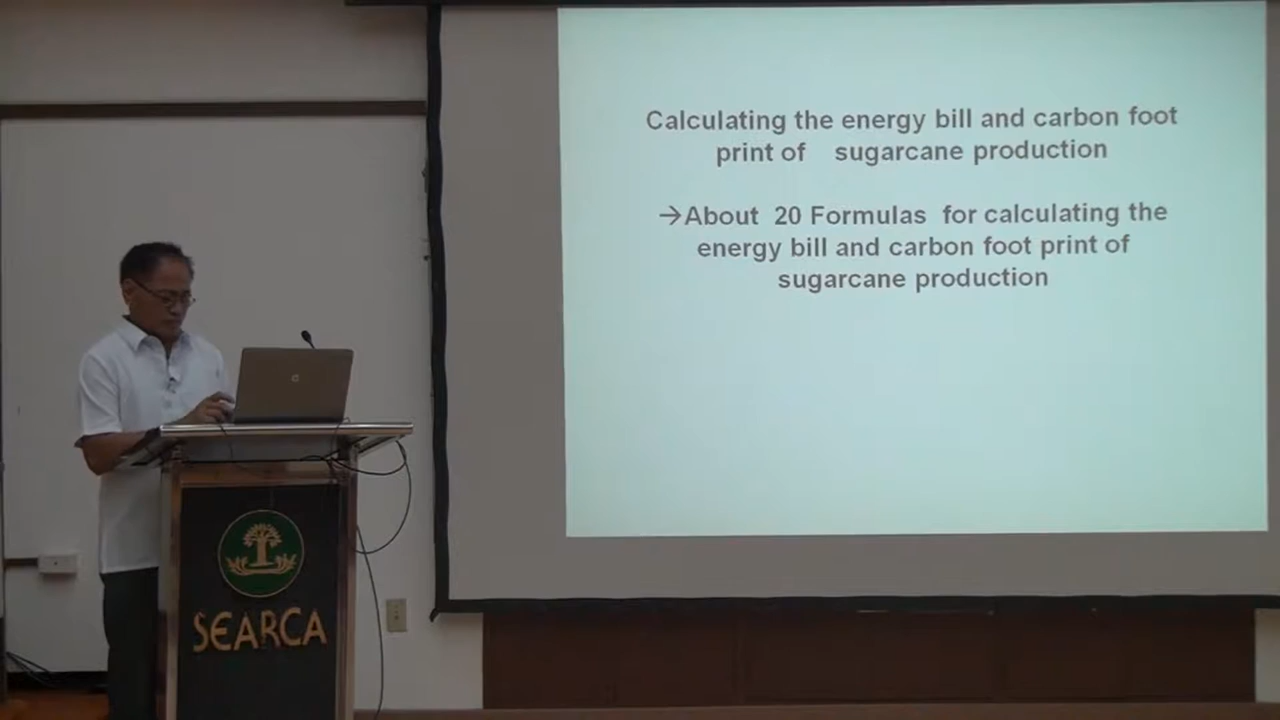 Calculating the energy bill and carbon foot
print of sugarcane production
→About 20 Formulas for calculating the
energy bill and carbon foot print of
sugarcane production
SEARCA